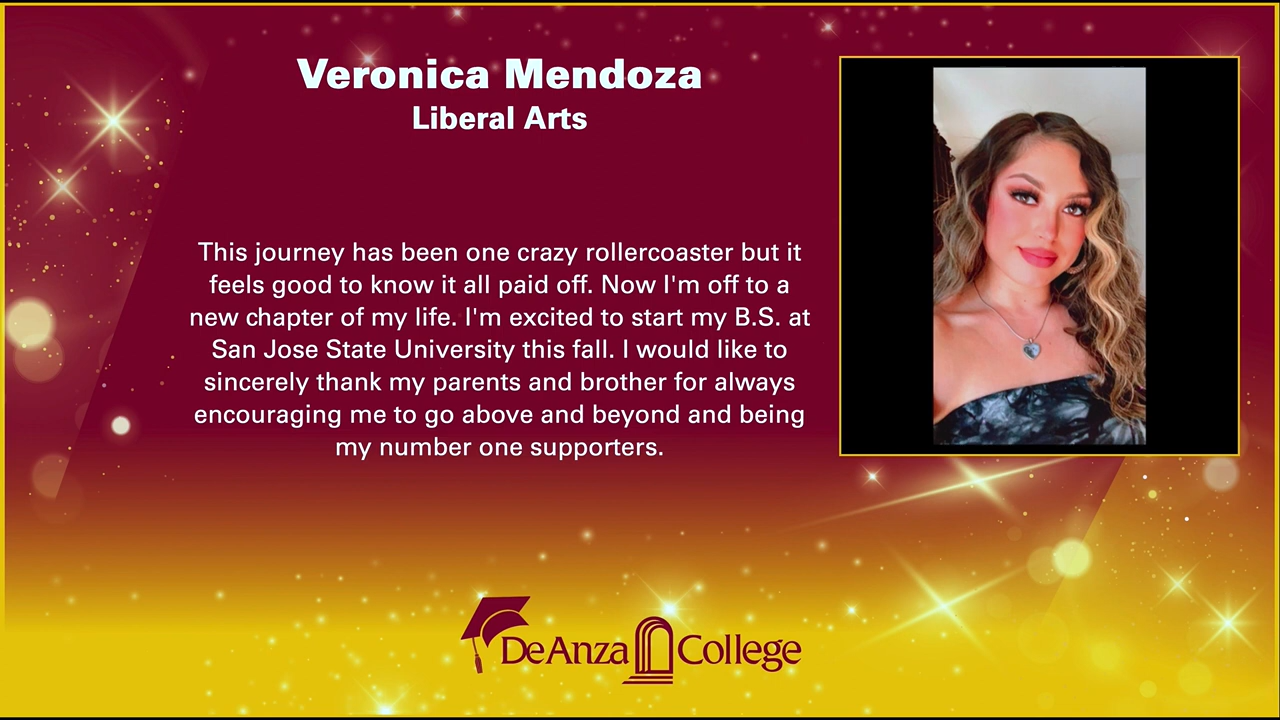 Veronica Mendoza
Liberal Arts
This journey has been one crazy rollercoaster but it
feels good to know it all paid off. Now I'm off to a
new chapter of my life. I'm excited to start my B.S. at
San Jose State University this fall. I would like to
sincerely thank my parents and brother for always
encouraging me to go above and beyond and being
my number one supporters.
DeAnza College